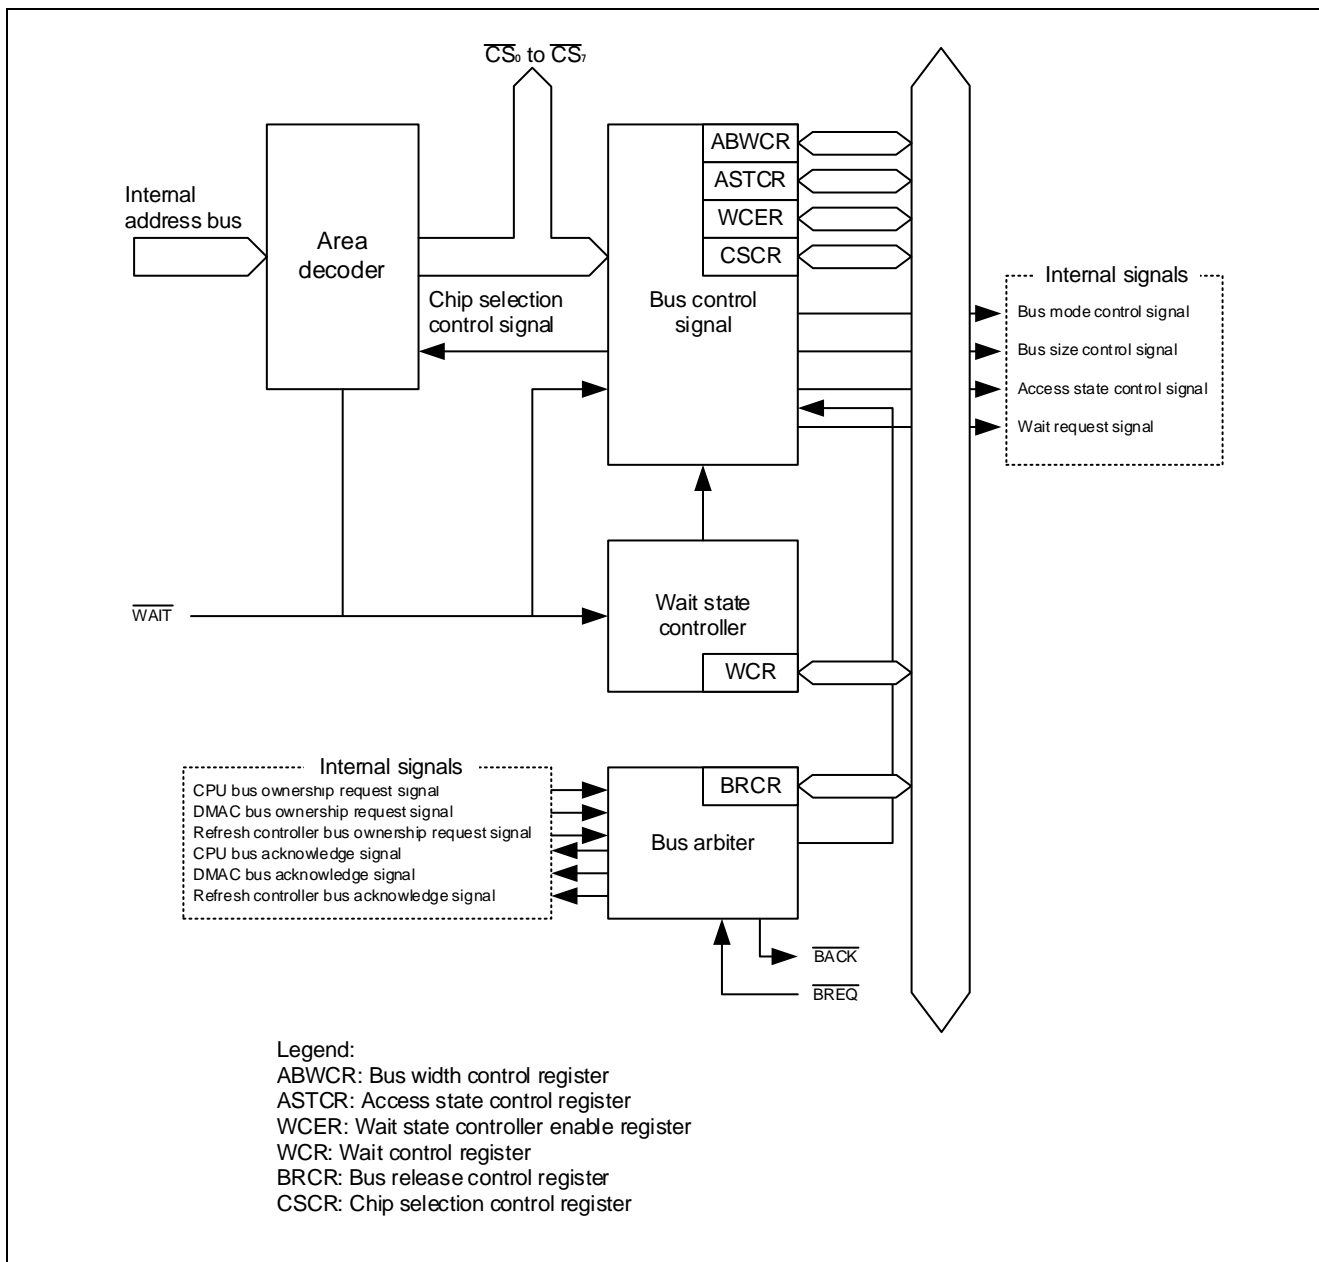 C̅S̅₀ to C̅S̅₇
ABWCR
ASTCR
WCER
CSCR
Internal
address bus
Area
decoder
Chip selection
control signal
Bus control
signal
Internal signals
Bus mode control signal
Bus size control signal
Access state control signal
Wait request signal
W̅A̅I̅T̅
Wait state
controller
WCR
Internal signals
CPU bus ownership request signal
DMAC bus ownership request signal
Refresh controller bus ownership request signal
CPU bus acknowledge signal
DMAC bus acknowledge signal
Refresh controller bus acknowledge signal
BRCR
Bus arbiter
B̅A̅C̅K̅
B̅R̅E̅Q̅
Legend:
ABWCR: Bus width control register
ASTCR: Access state control register
WCER: Wait state controller enable register
WCR: Wait control register
BRCR: Bus release control register
CSCR: Chip selection control register